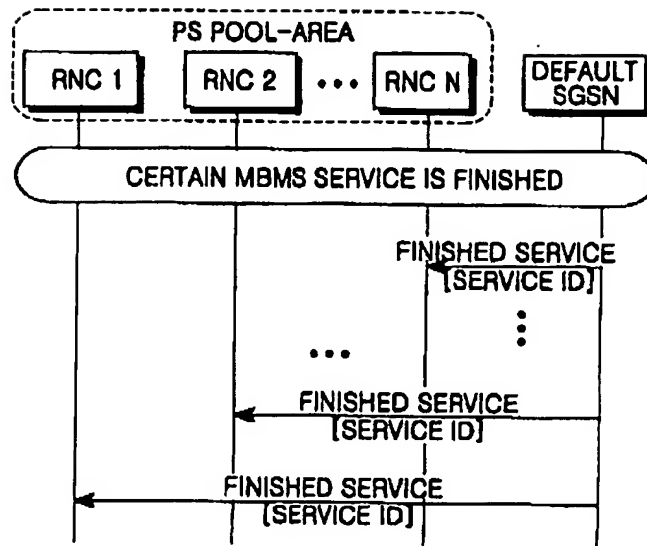 PS POOL-AREA
RNC 1
RNC 2
RNC N
DEFAULT
SGSN
CERTAIN MBMS SERVICE IS FINISHED
FINISHED SERVICE
[SERVICE ID]
FINISHED SERVICE
[SERVICE ID]
FINISHED SERVICE
[SERVICE ID]